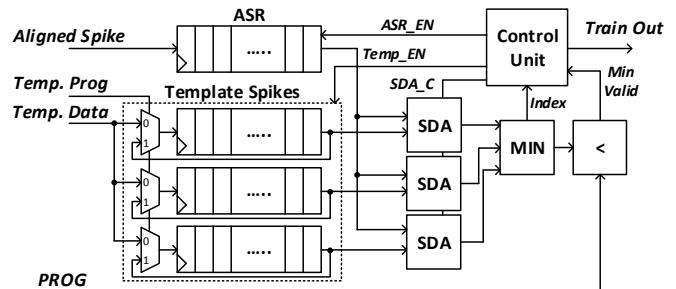 ASR
Aligned Spike
.....
ASR_EN
Control Unit
Train Out
Temp_EN
Min Valid
Temp. Prog
Template Spikes
SDA_C
Index
Temp. Data
0
1
.....
SDA
MIN
<
0
1
.....
SDA
0
1
.....
SDA
PROG